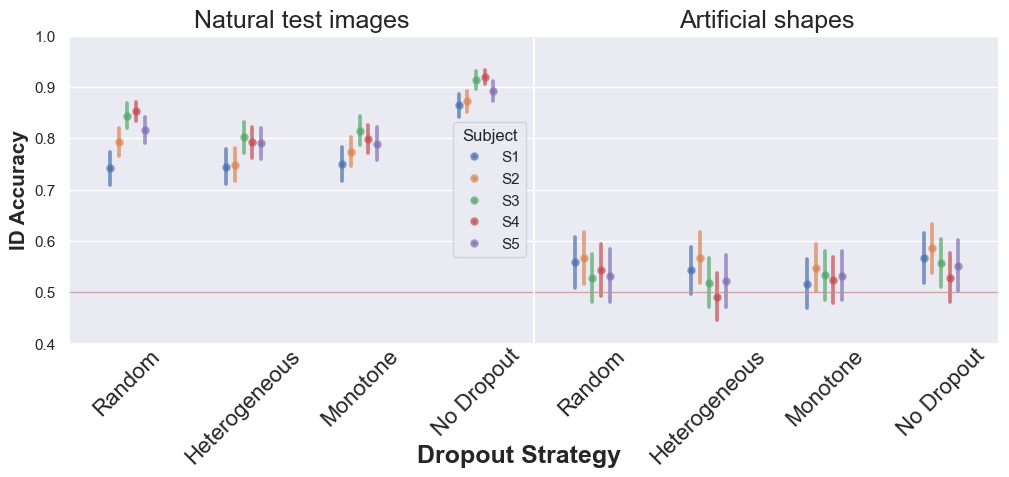 Natural test images
Artificial shapes
ID Accuracy
1.0
0.9
0.8
0.7
0.6
0.5
0.4
Subject
S1
S2
S3
S4
S5
Random
Heterogeneous
Monotone
No Dropout
Random
Heterogeneous
Monotone
No Dropout
Dropout Strategy